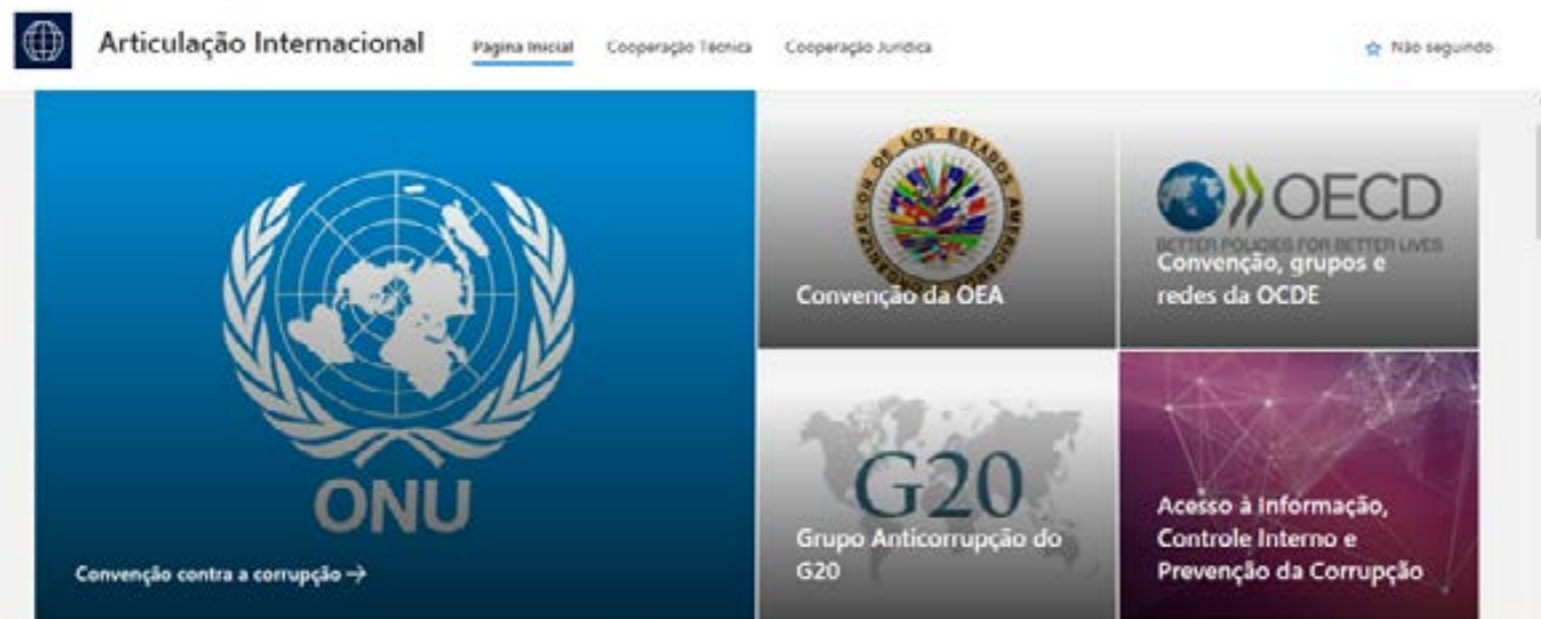 Articulação Internacional
Página Inicial
Cooperação Técnica
Cooperação Jurídica
Não seguindo
ONU
Convenção contra a corrupção →
ORGANIZACION DE LOS ESTADOS AMERICANOS
Convenção da OEA
OECD
BETTER POLICIES FOR BETTER LIVES
Convenção, grupos e
redes da OCDE
G20
Grupo Anticorrupção do
G20
Acesso à Informação,
Controle Interno e
Prevenção da Corrupção